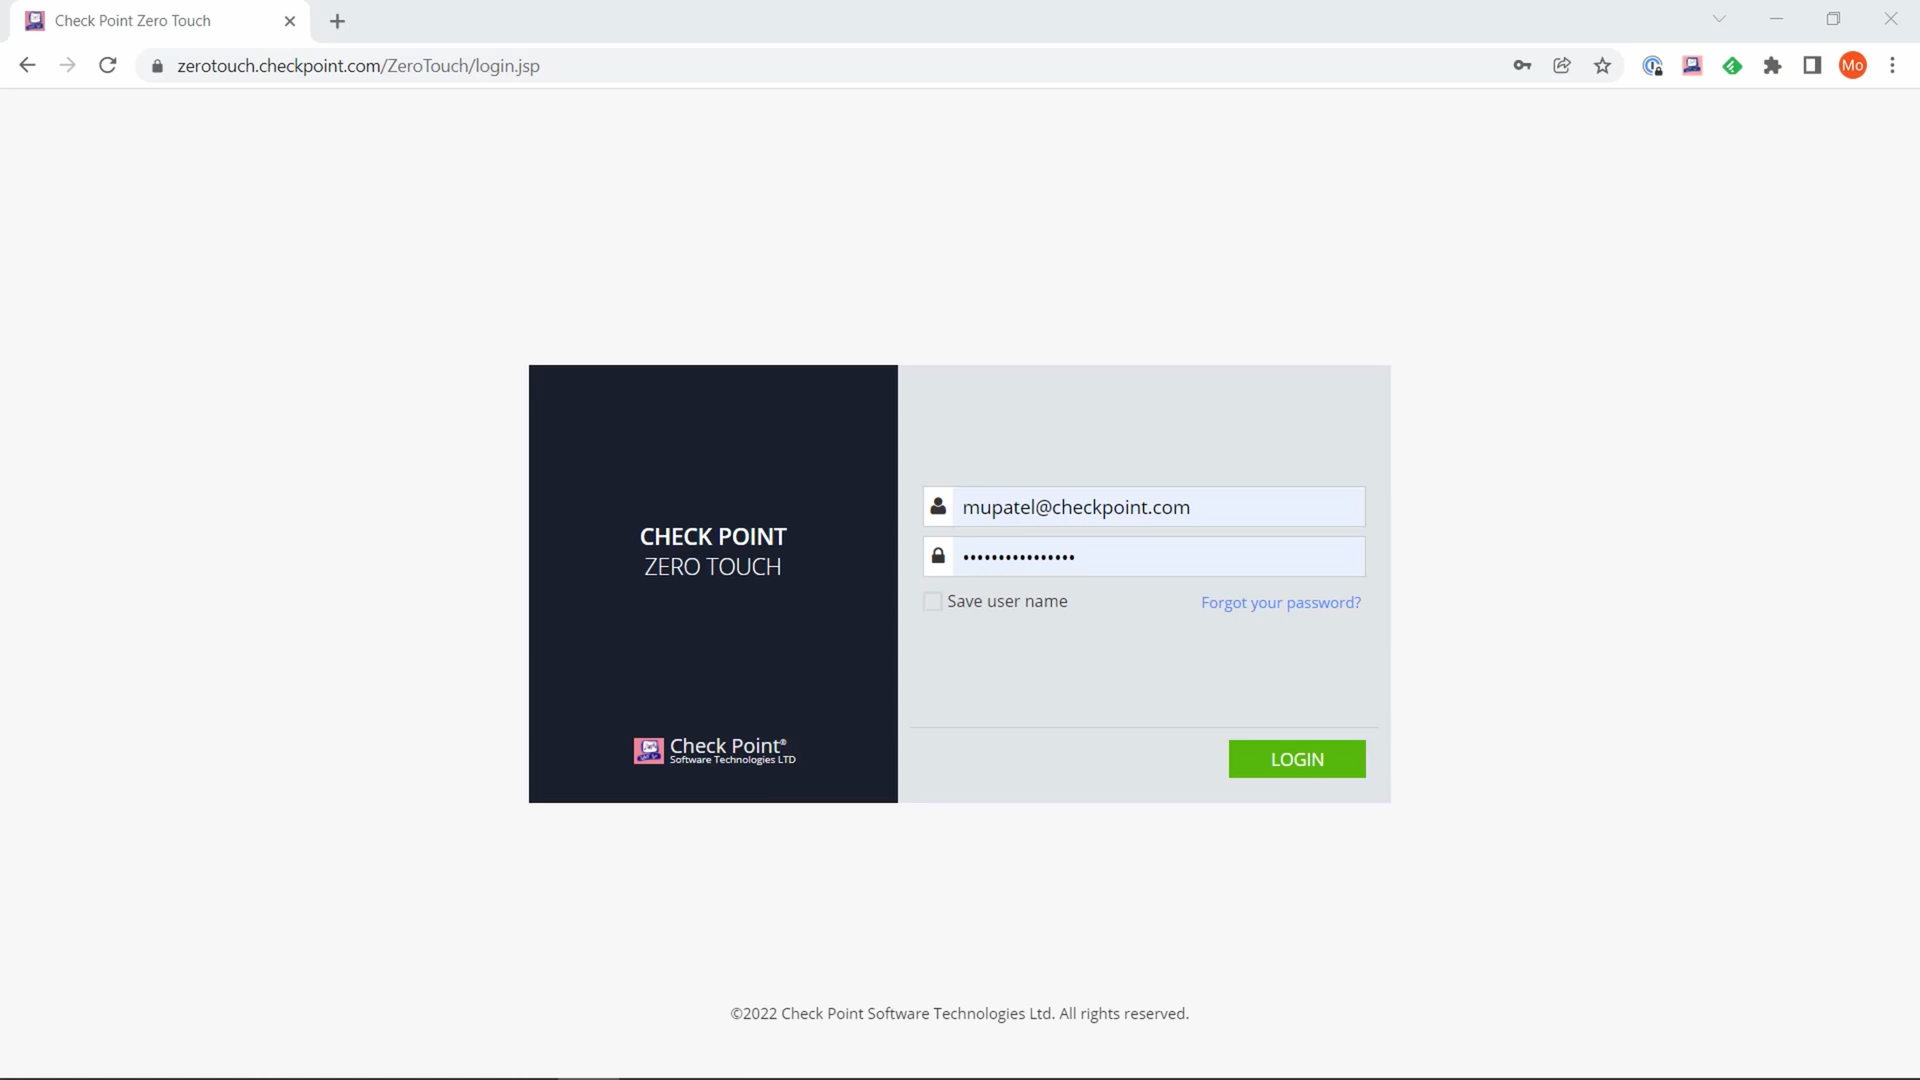 Check Point Zero Touch
zerotouch.checkpoint.com/ZeroTouch/login.jsp
Mo
CHECK POINT
ZERO TOUCH
Check Point®
Software Technologies LTD
mupatel@checkpoint.com
••••••••••••••••
Save user name
Forgot your password?
LOGIN
©2022 Check Point Software Technologies Ltd. All rights reserved.